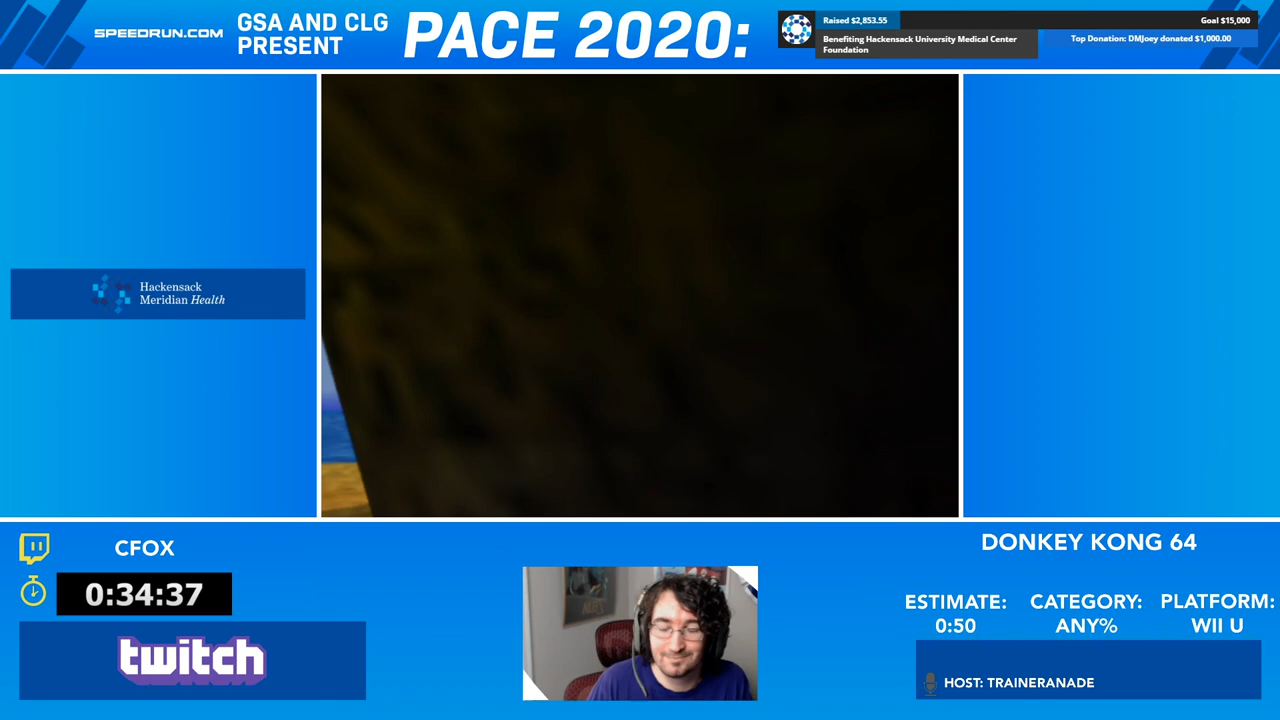 SPEEDRUN.COM
GSA AND CLG
PRESENT
PACE 2020:
Raised $2,853.55
Goal $15,000
Benefiting Hackensack University Medical Center
Foundation
Top Donation: DMJoey donated $1,000.00
Hackensack
Meridian Health
CFOX
0:34:37
twitch
DONKEY KONG 64
ESTIMATE:
0:50
CATEGORY:
ANY%
PLATFORM:
WII U
HOST: TRAINERANADE